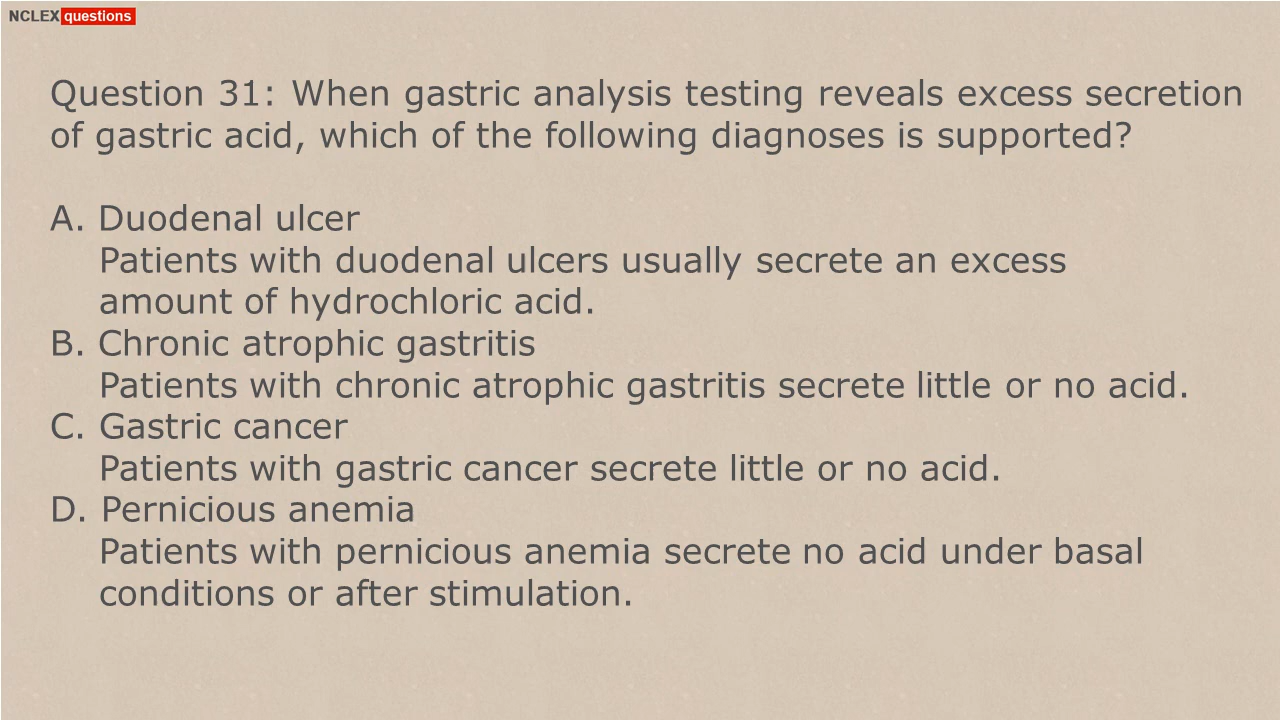 NCLEX questions
Question 31: When gastric analysis testing reveals excess secretion
of gastric acid, which of the following diagnoses is supported?
A. Duodenal ulcer
Patients with duodenal ulcers usually secrete an excess
amount of hydrochloric acid.
B. Chronic atrophic gastritis
Patients with chronic atrophic gastritis secrete little or no acid.
C. Gastric cancer
Patients with gastric cancer secrete little or no acid.
D. Pernicious anemia
Patients with pernicious anemia secrete no acid under basal
conditions or after stimulation.